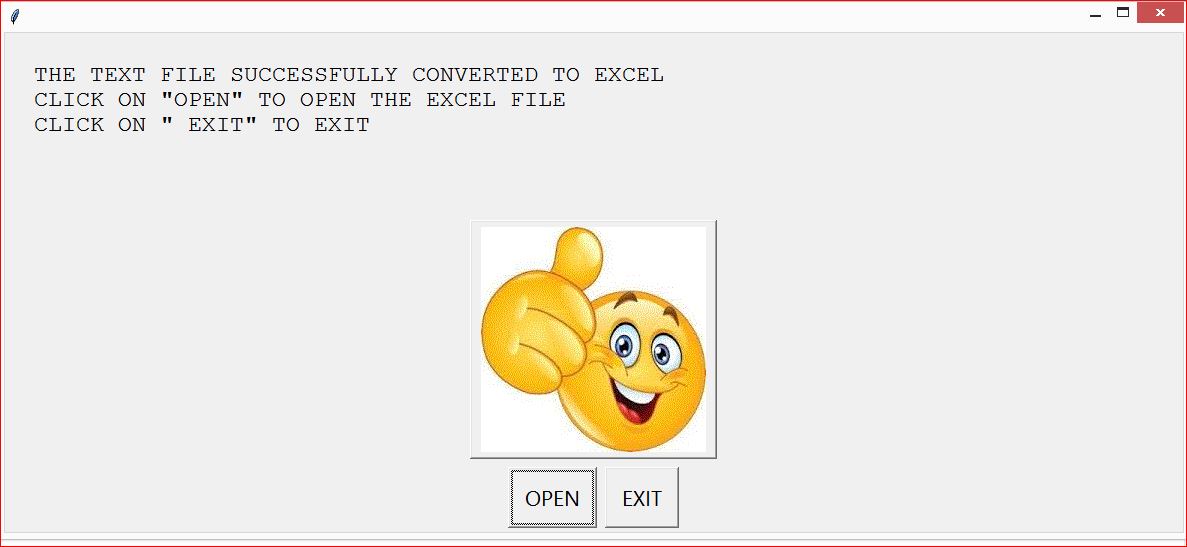 THE TEXT FILE SUCCESSFULLY CONVERTED TO EXCEL
CLICK ON "OPEN" TO OPEN THE EXCEL FILE
CLICK ON " EXIT" TO EXIT
OPEN EXIT